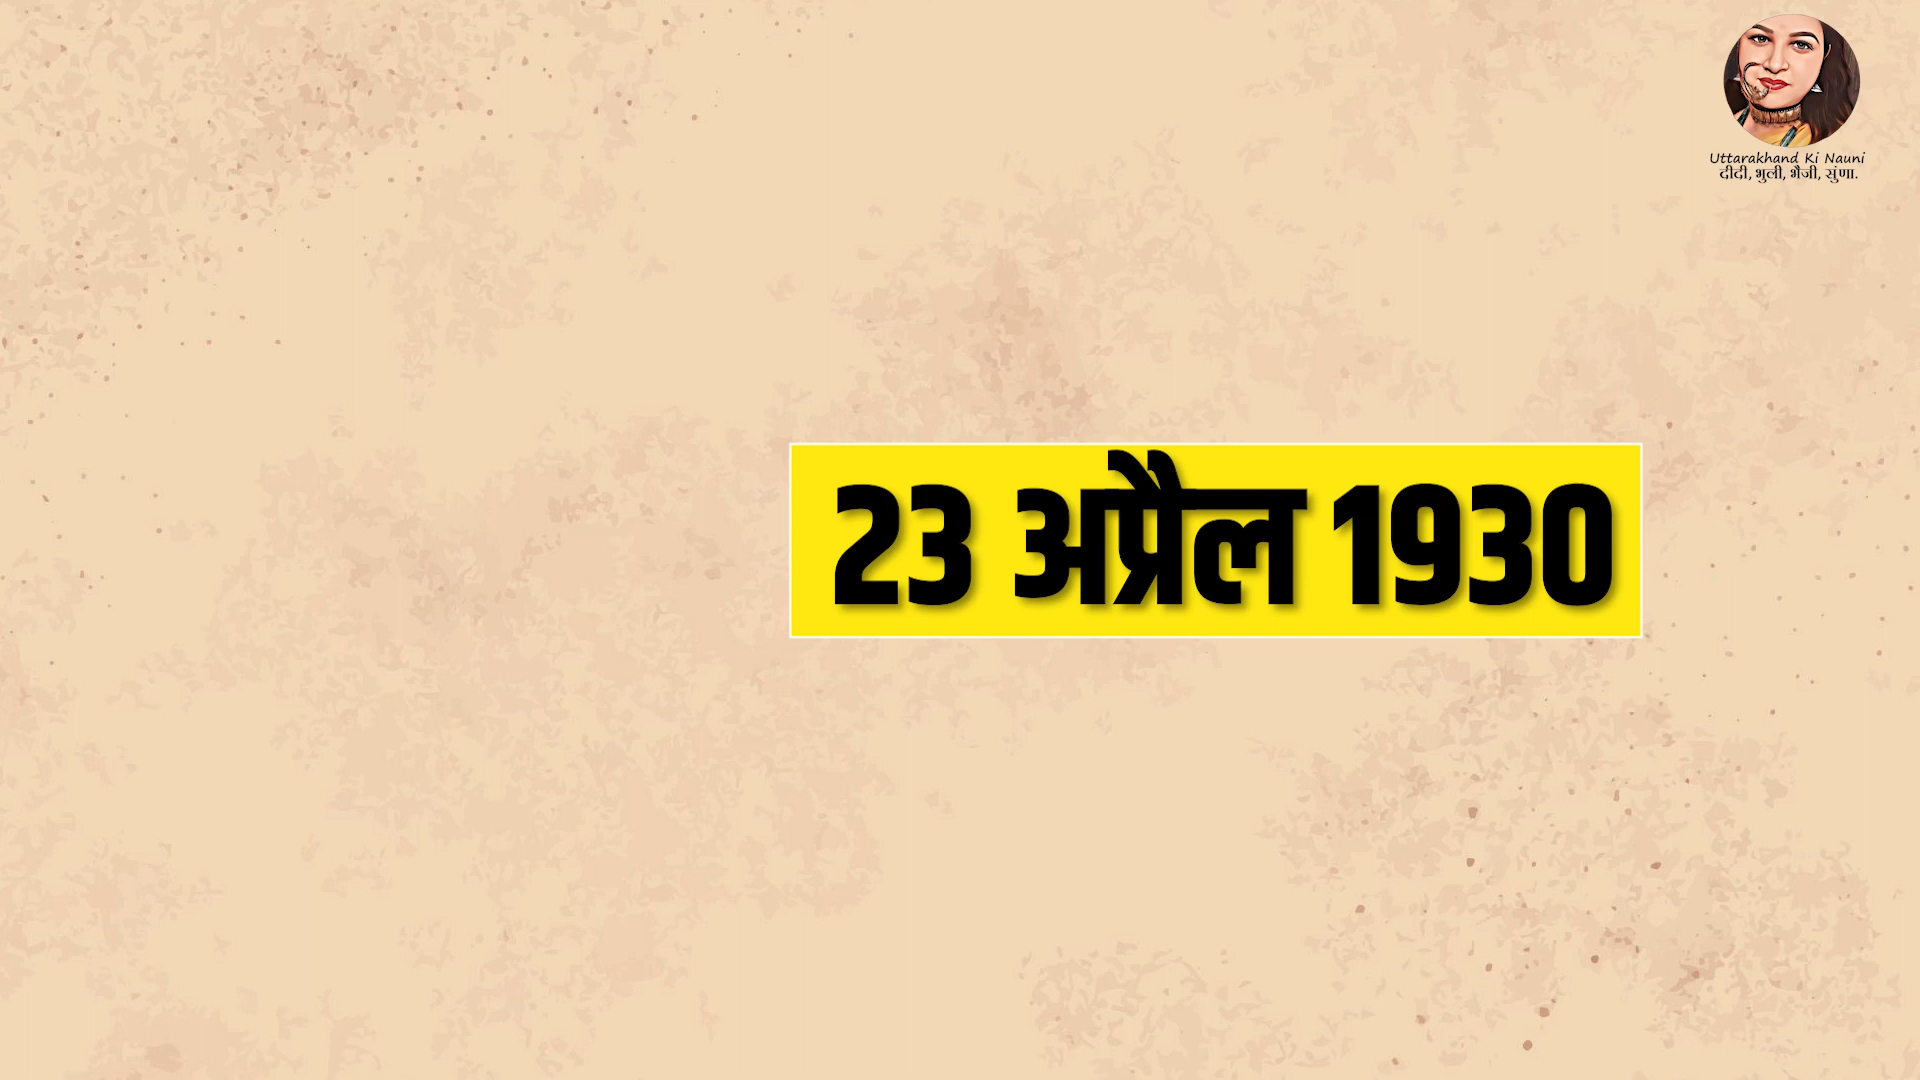 Uttarakhand Ki Nauni
दीदी, भुली, भैजी, सुंणा.
23 अप्रैल 1930